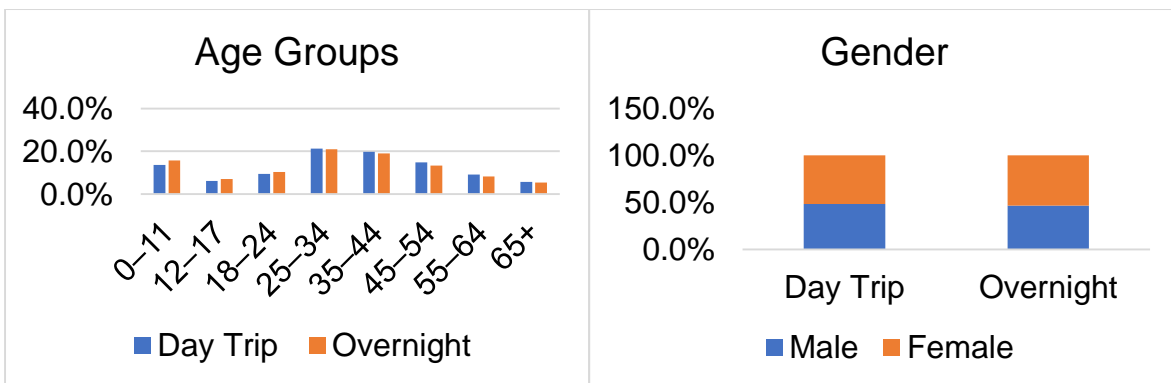 Age Groups
40.0%
20.0%
0.0%
0–11
12–17
18–24
25–34
35–44
45–54
55–64
65+
Day Trip
Overnight
Gender
150.0%
100.0%
50.0%
0.0%
Day Trip
Overnight
Male
Female